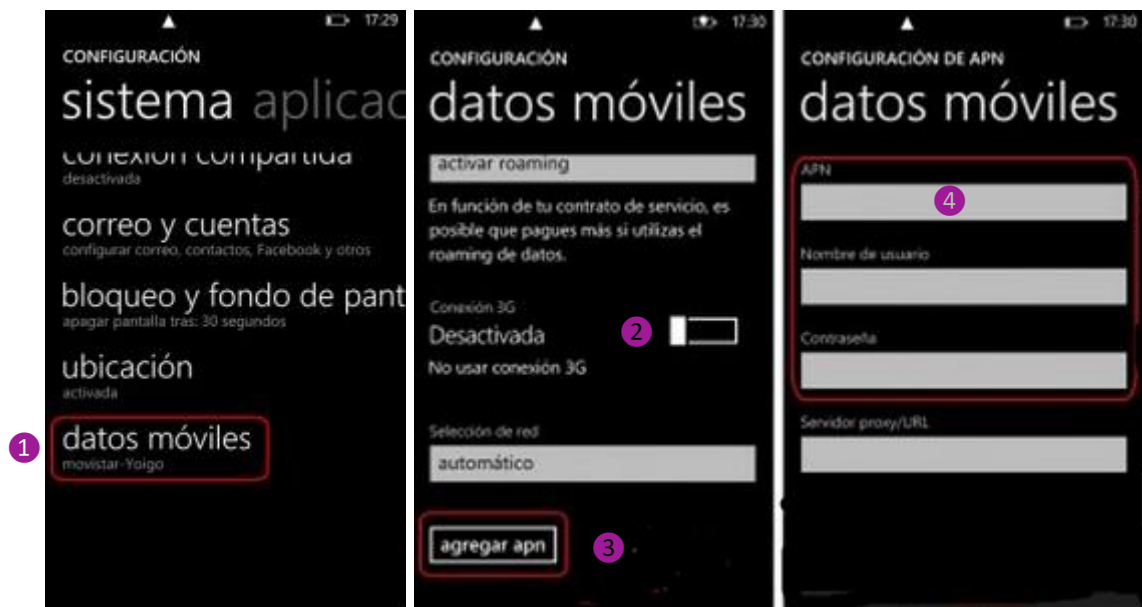 17:29
CONFIGURACIÓN
sistema aplicac
conexión compartida
desactivada
correo y cuentas
configurar correo, contactos, Facebook y otros
bloqueo y fondo de pant
apagar pantalla tras: 30 segundos
ubicación
activada
1
datos móviles
movistar-Yoigo
17:30
CONFIGURACIÓN
datos móviles
activar roaming
En función de tu contrato de servicio, es
posible que pagues más si utilizas el
roaming de datos.
Conexión 3G
Desactivada
2
No usar conexión 3G
Selección de red
automático
agregar apn
3
17:30
CONFIGURACIÓN DE APN
datos móviles
APN
4
Nombre de usuario
Contraseña
Servidor proxy/URL